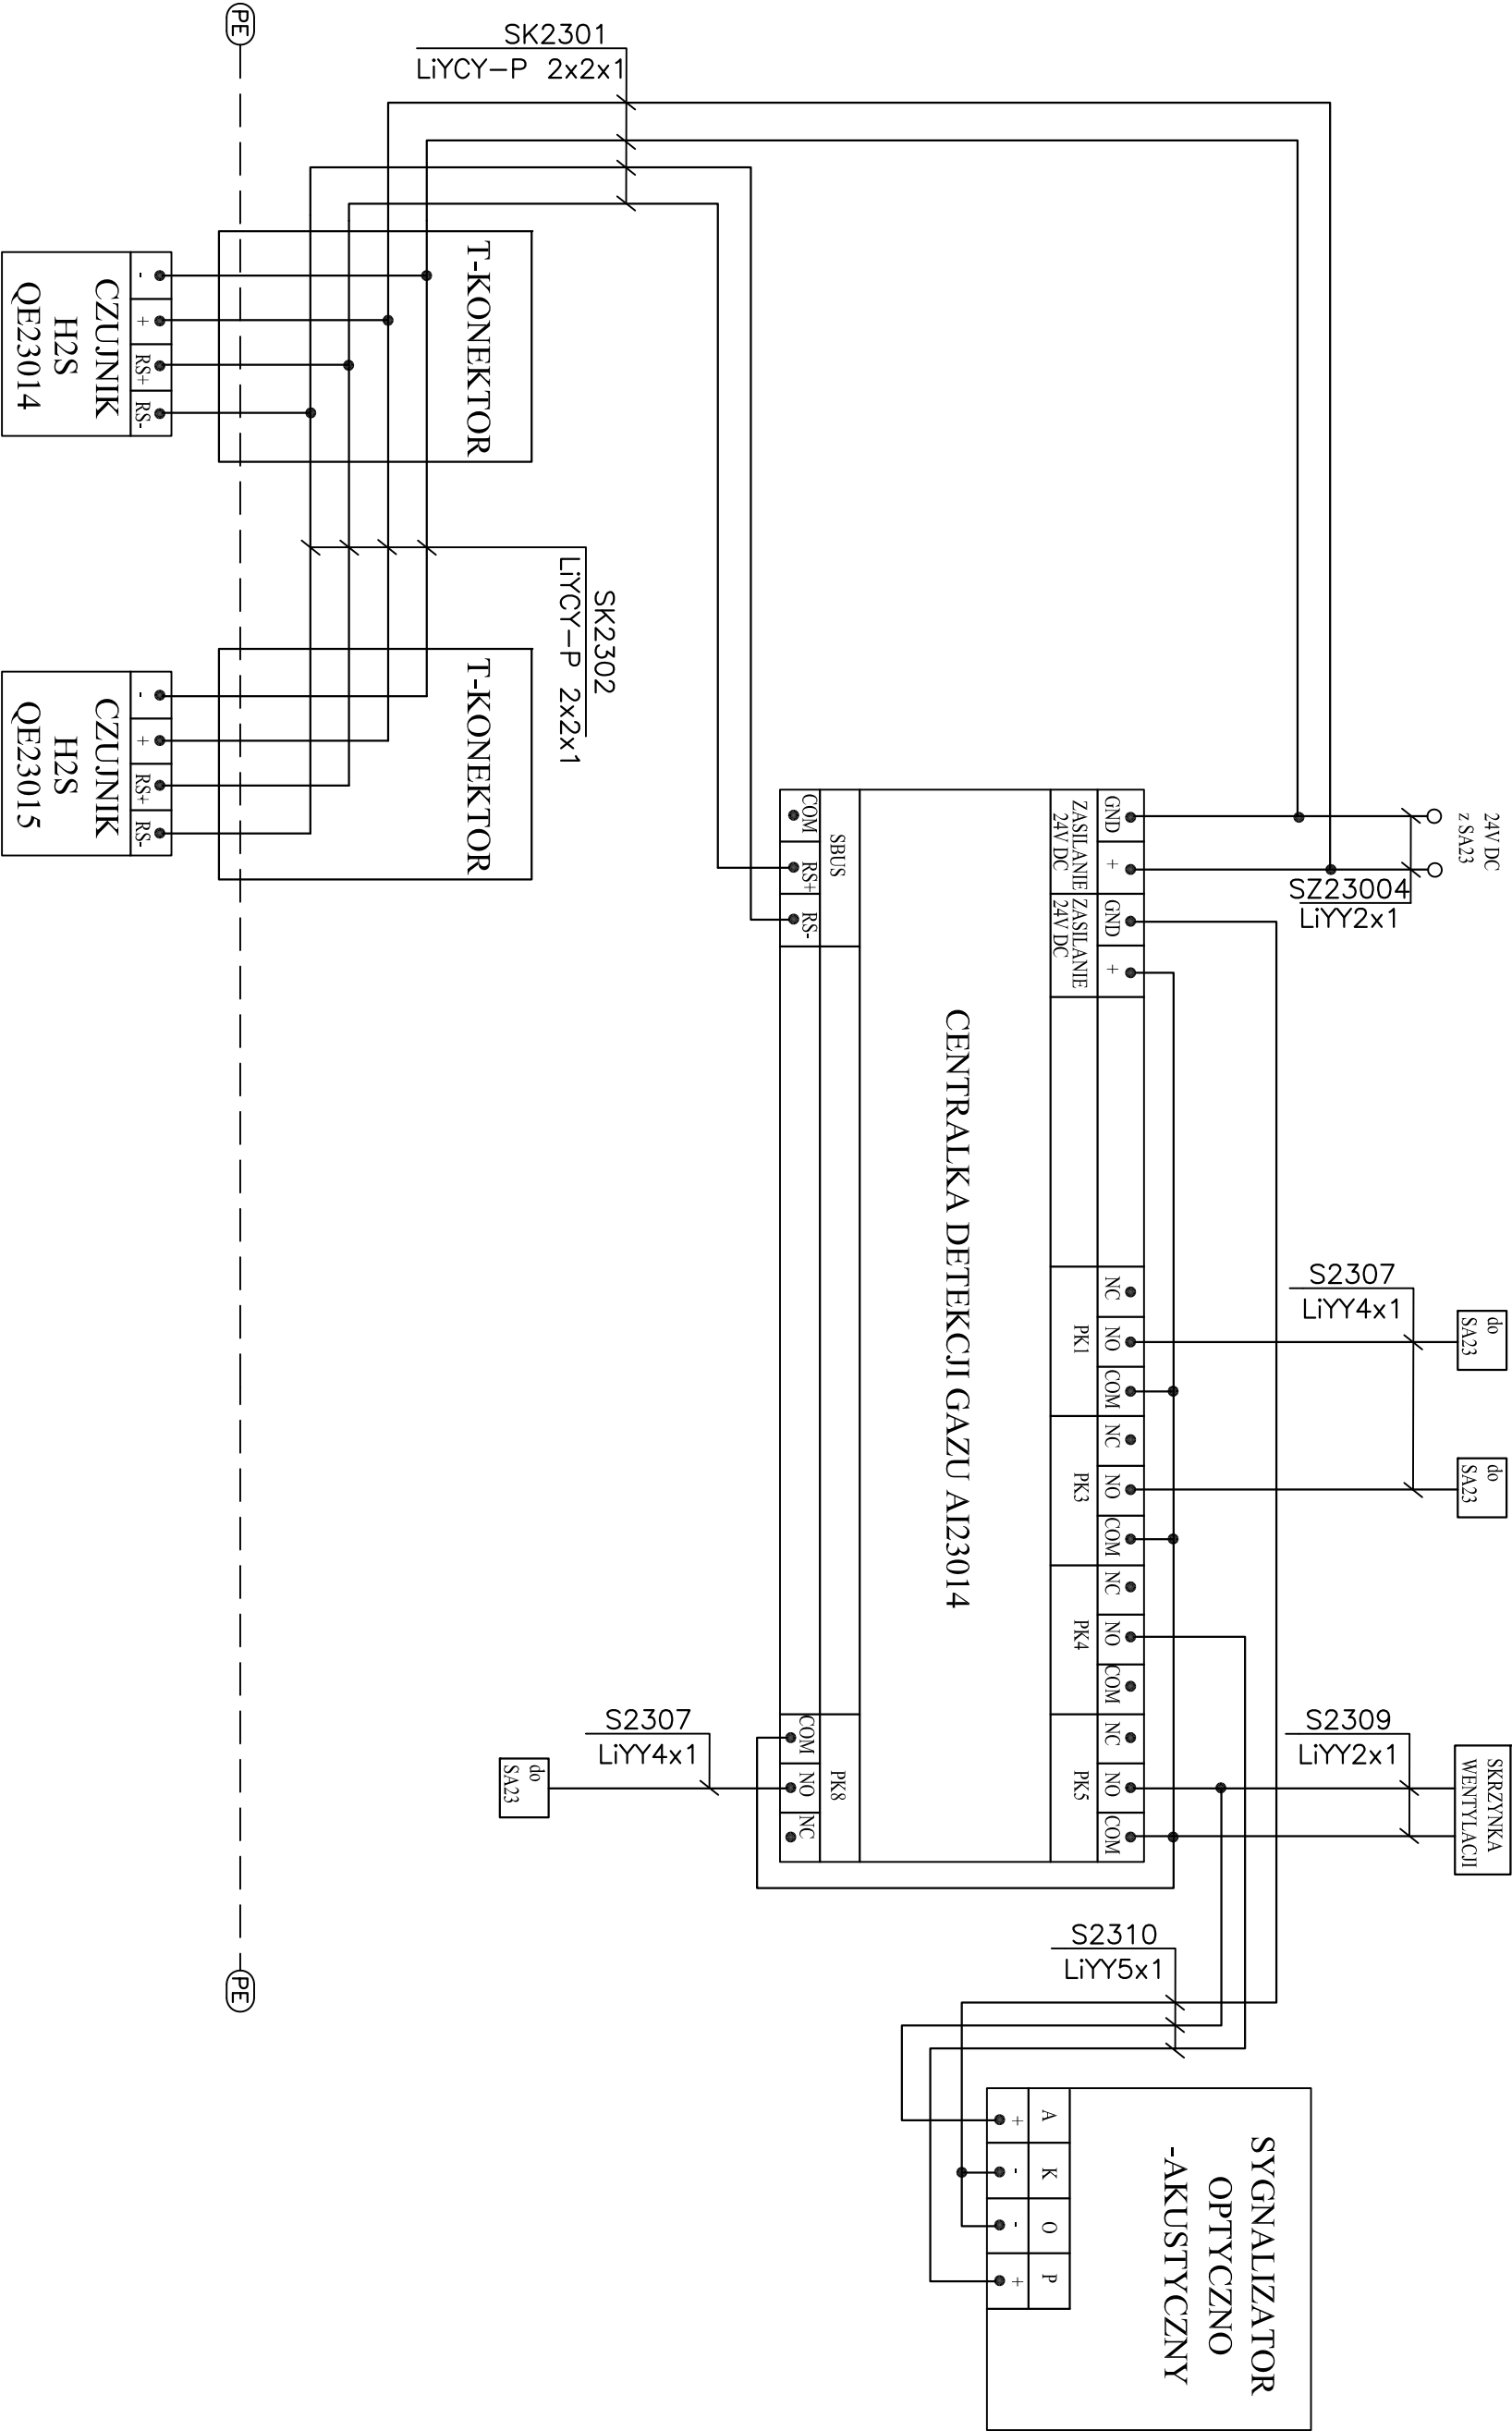 24V DC
z SA23
SZ23004
LiYY2x1
do
SA23
do
SA23
S2307
LiYY4x1
SKRZYNKA
WENTYLACJI
S2309
LiYY2x1
GND
+
GND
+
ZASILANIE
24V DC
ZASILANIE
24V DC
NC
NO
COM
NC
NO
COM
NC
NO
COM
NC
NO
COM
PK1
PK3
PK4
PK5
CENTRALKA DETEKCJI GAZU AI23014
SBUS
COM
RS+
RS-
PK8
COM
NO
NC
S2307
LiYY4x1
do
SA23
S2310
LiYY5x1
SYGNALIZATOR
OPTYCZNO
-AKUSTYCZNY
A
K
O
P
+
-
-
+
SK2301
LiYCY-P 2x2x1
SK2302
LiYCY-P 2x2x1
T-KONEKTOR
T-KONEKTOR
PE
PE
-
+
RS+
RS-
CZUJNIK
H2S
QE23014
-
+
RS+
RS-
CZUJNIK
H2S
QE23015